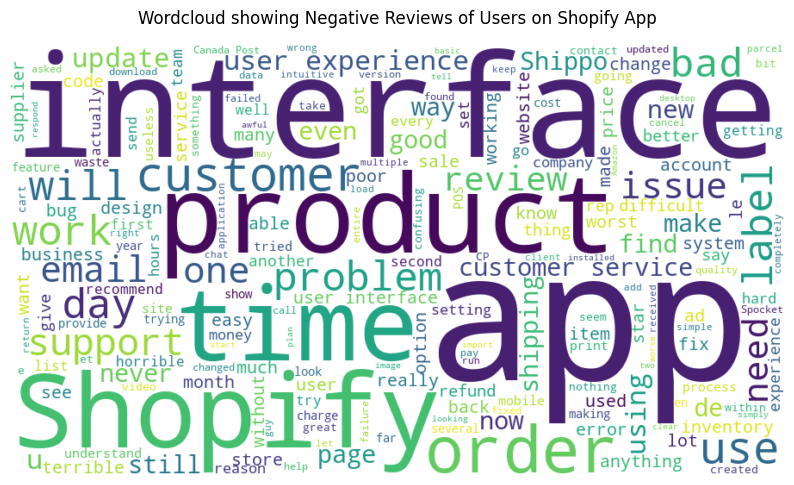 Wordcloud showing Negative Reviews of Users on Shopify App
Canada Post wrong basic contact updated parcel
supplier asked update download user experience Shippo change bad bit
respond code team data intuitive version tell keep going
interface
actually send useless something service failed awful well many take even may found every got good way set working website go cost company made price cancel desktop Amazon better getting new
feature waste will customer multiple load poor sale review account issue label
cart bug design application entire able confusing POS know rep difficult worst thing make le
work first right product find system say completely
business year hours chat tried another second CP client installed quality
want email recommend one problem customer service hard Spocket
give day site show call user interface setting seem add received ad simple need experience
return provide trying easy money plan time option star item print fix
support list et start import app
e video horrible changed look image pay run shipping nothing two worse process
see never month much user really refund using de en within simply
Shopify try without charge great failure guy back mobile now used making inventory
u understand still store let far looking several fixed order error clear lot use
terrible reason help page anything created